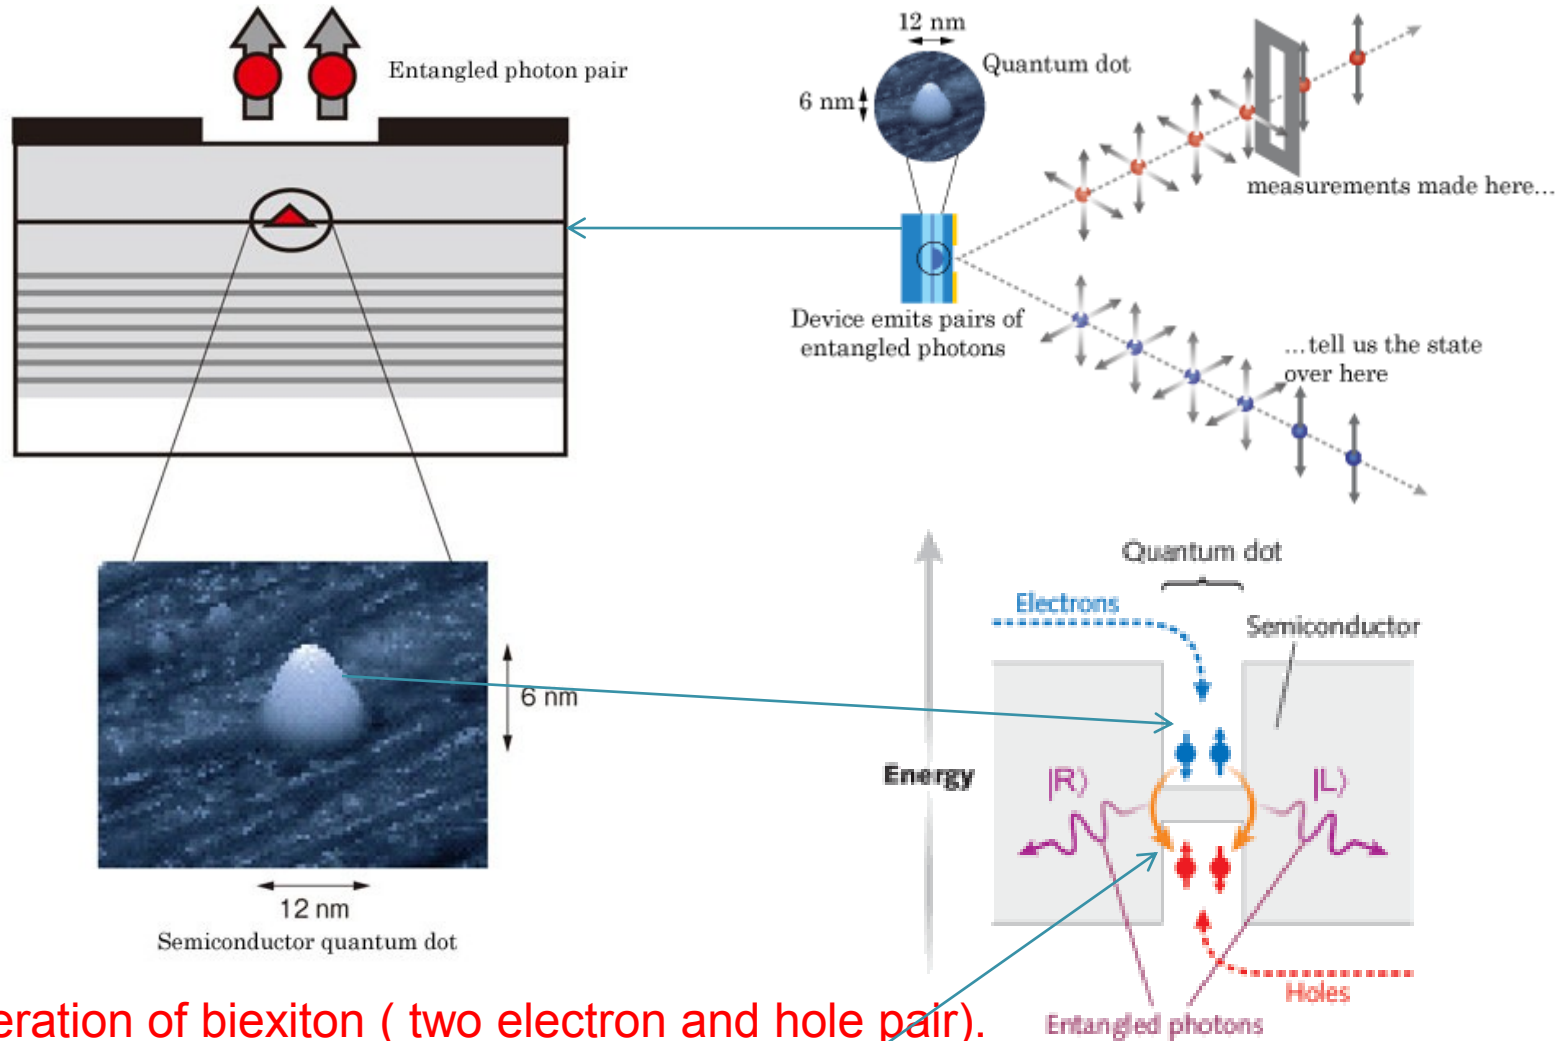 Entangled photon pair
12 nm
Quantum dot
6 nm
measurements made here...
Device emits pairs of
entangled photons
...tell us the state
over here
6 nm
12 nm
Semiconductor quantum dot
Quantum dot
Electrons
Semiconductor
Energy
|R⟩
|L⟩
Holes
Entangled photons
eration of biexiton ( two electron and hole pair).